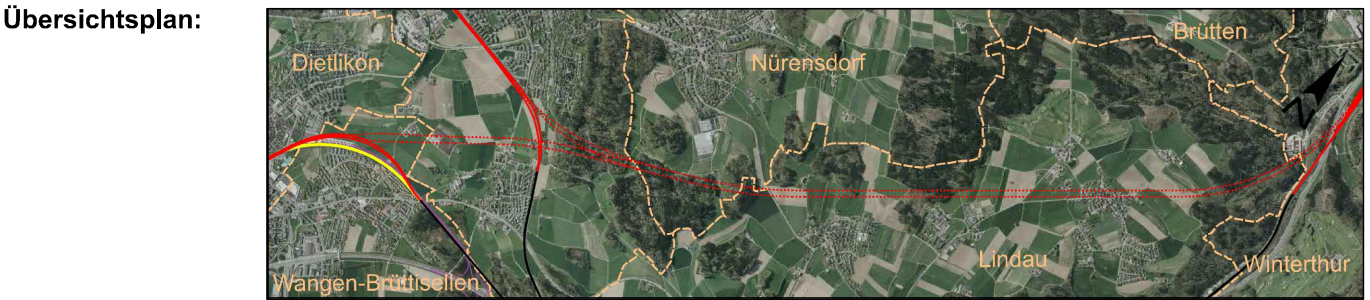 Übersichtsplan:
Brütten
Dietlikon
Nürensdorf
N
Lindau
Winterthur
Wangen-Brüttisellen